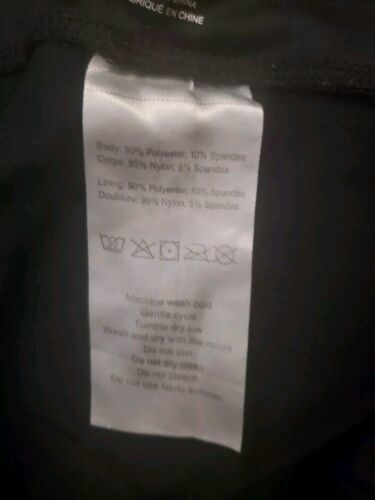 CHINA
FABRIQUÉ EN CHINE
Body: 90% Polyester, 10% Spandex
Corps: 95% Nylon, 5% Spandex
Lining: 90% Polyester, 10% Spandex
Doublure: 95% Nylon, 5% Spandex
Machine wash cold
Gentle cycle
Tumble dry low
Wash and dry with like colors
Do not iron
Do not dry clean
Do not bleach
Do not use fabric softener